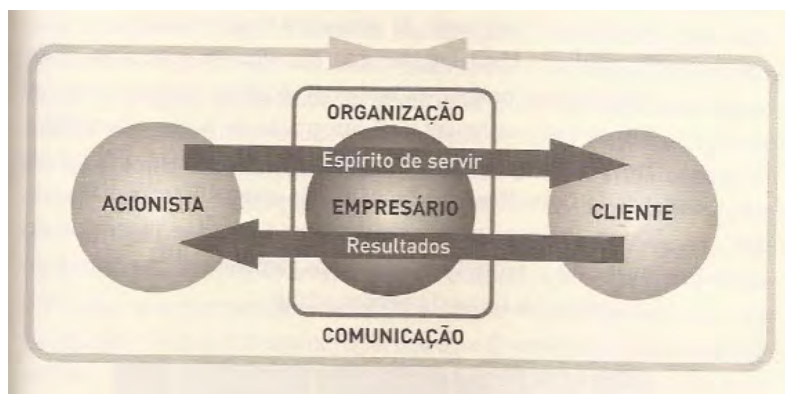 ORGANIZAÇÃO
Espírito de servir
ACIONISTA
EMPRESÁRIO
CLIENTE
Resultados
COMUNICAÇÃO